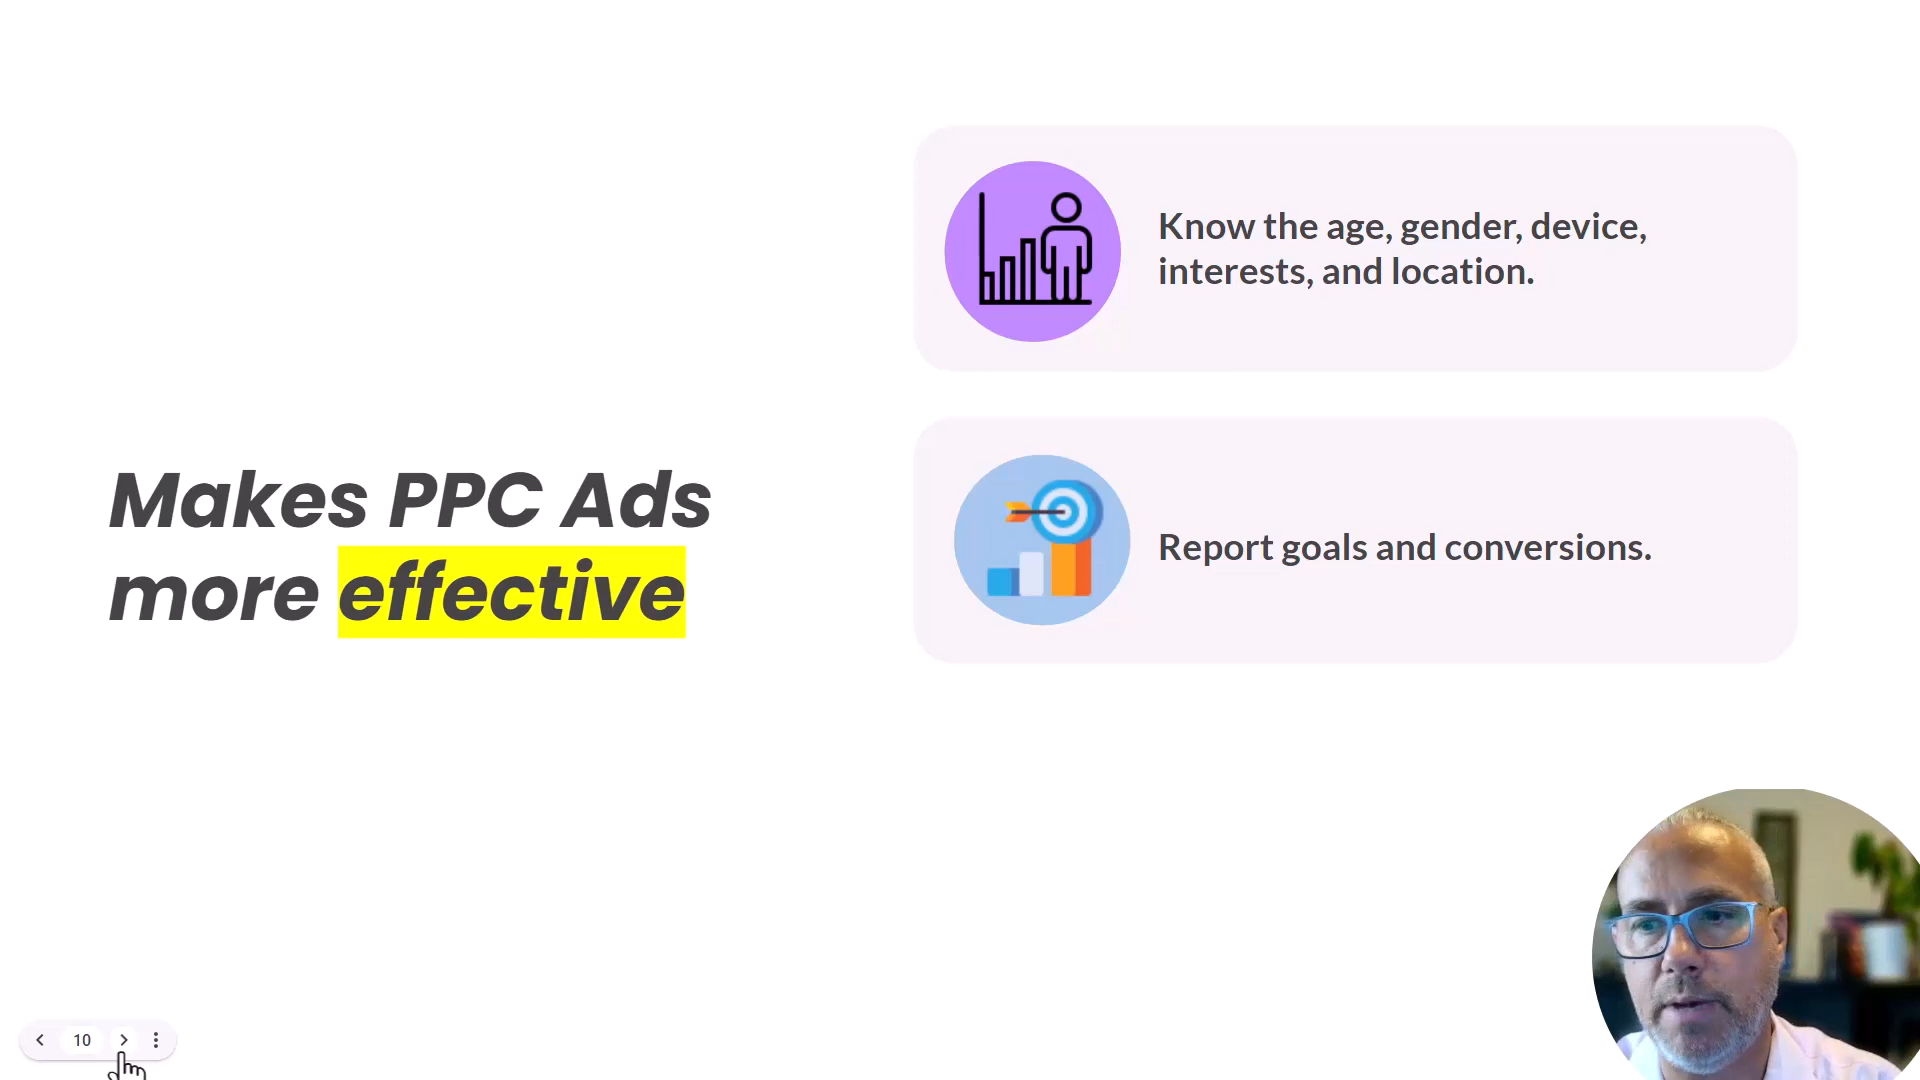 Makes PPC Ads
more effective
Know the age, gender, device,
interests, and location.
Report goals and conversions.
10